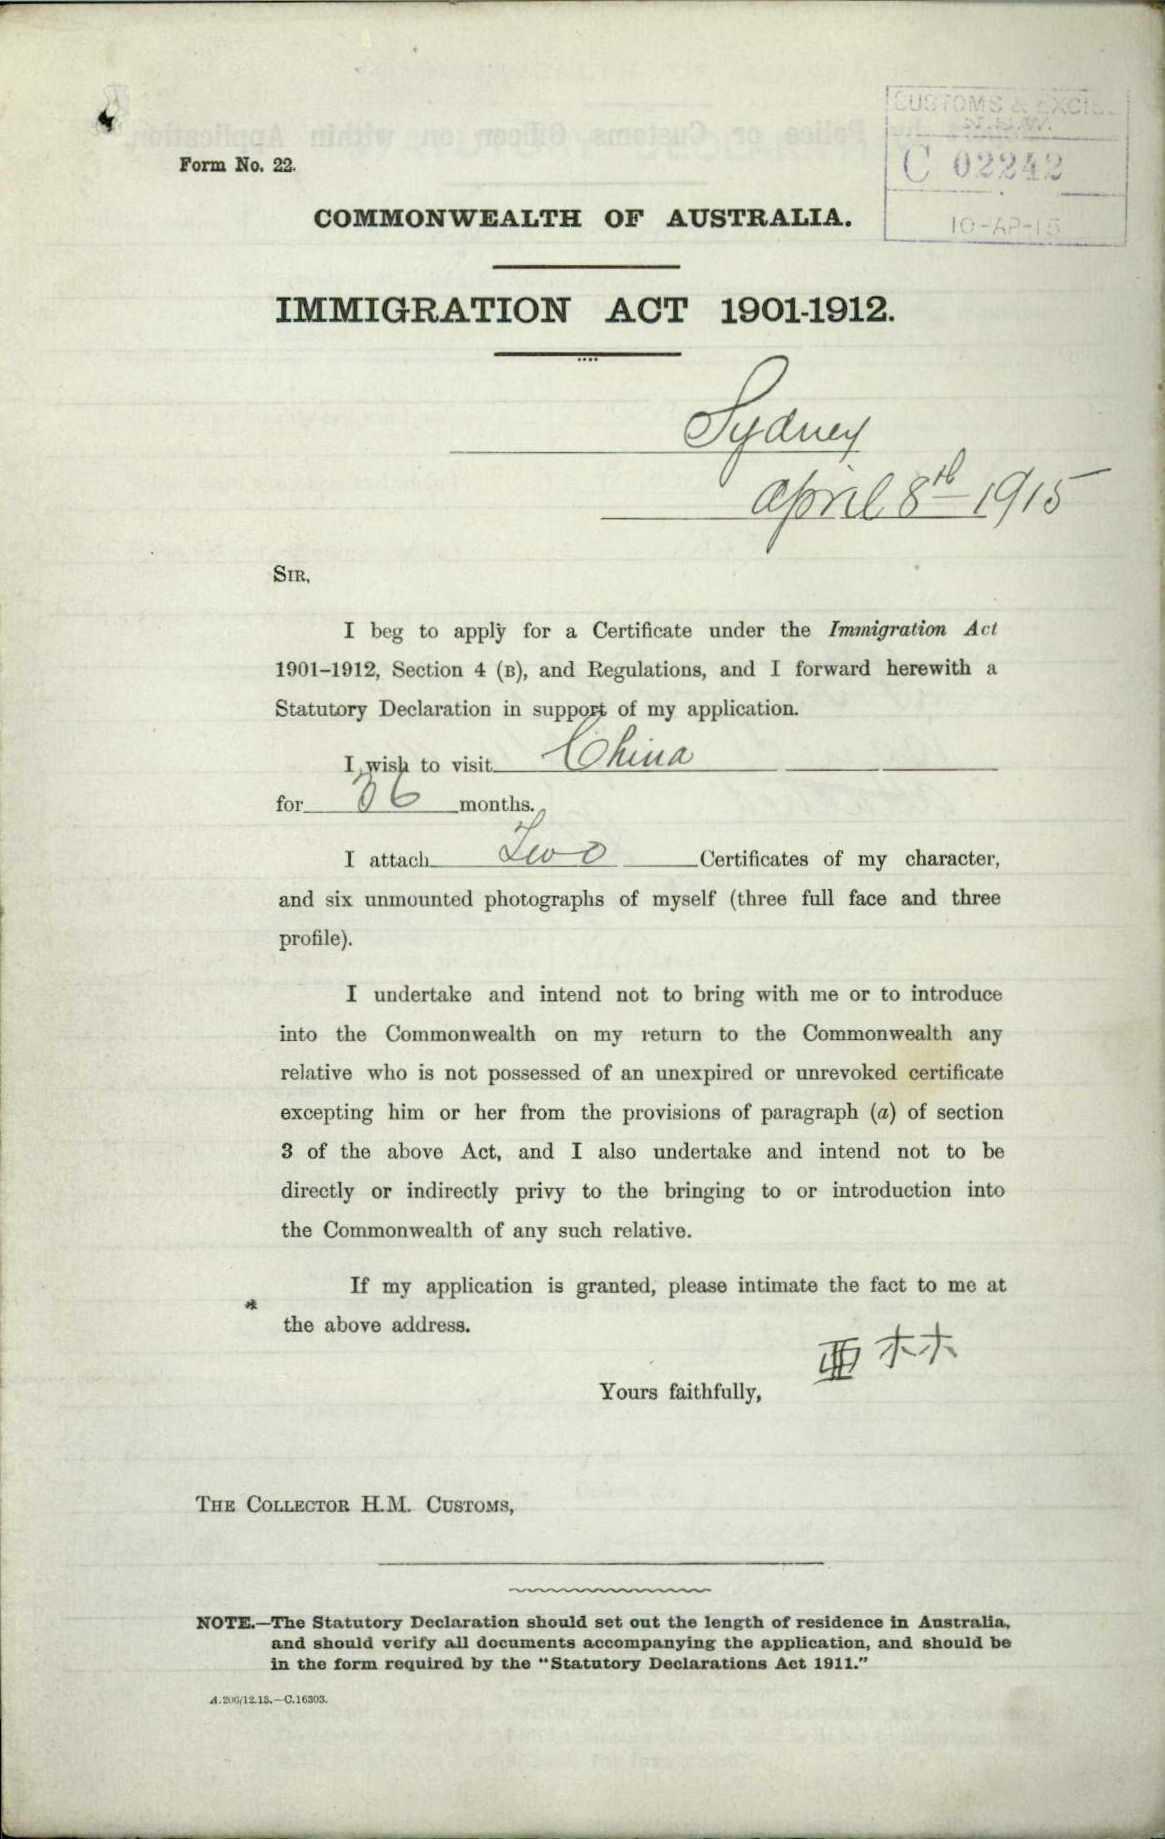 CUSTOMS & EXCISE
N.S.W.
C 02242
10-AP-15
Form No. 22.
COMMONWEALTH OF AUSTRALIA.
IMMIGRATION ACT 1901-1912.
Sydney
april 8th 1915
SIR,
I beg to apply for a Certificate under the Immigration Act
1901-1912, Section 4 (B), and Regulations, and I forward herewith a
Statutory Declaration in support of my application.
I wish to visit China
for 36 months.
I attach Two Certificates of my character,
and six unmounted photographs of myself (three full face and three
profile).
I undertake and intend not to bring with me or to introduce
into the Commonwealth on my return to the Commonwealth any
relative who is not possessed of an unexpired or unrevoked certificate
excepting him or her from the provisions of paragraph (a) of section
3 of the above Act, and I also undertake and intend not to be
directly or indirectly privy to the bringing to or introduction into
the Commonwealth of any such relative.
If my application is granted, please intimate the fact to me at
the above address.
亜林
Yours faithfully,
THE COLLECTOR H.M. CUSTOMS,
NOTE.—The Statutory Declaration should set out the length of residence in Australia,
and should verify all documents accompanying the application, and should be
in the form required by the "Statutory Declarations Act 1911."
A.206/12.13.—C.16303.